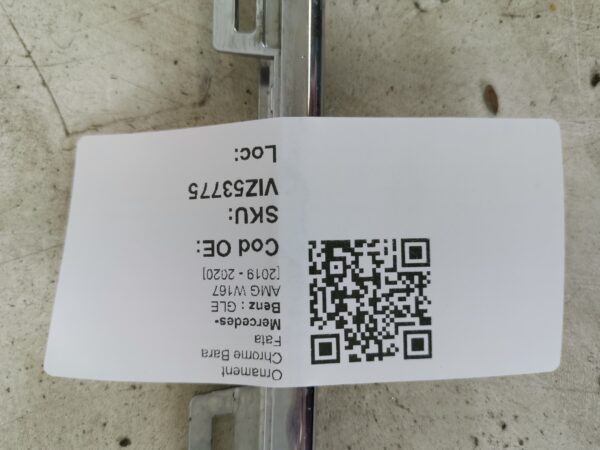 Ornament
Chrome Bara
Fata
Mercedes-
Benz : GLE
AMG W167
[2019 - 2020]
Cod OE:
SKU:
VIZ53775
Loc: